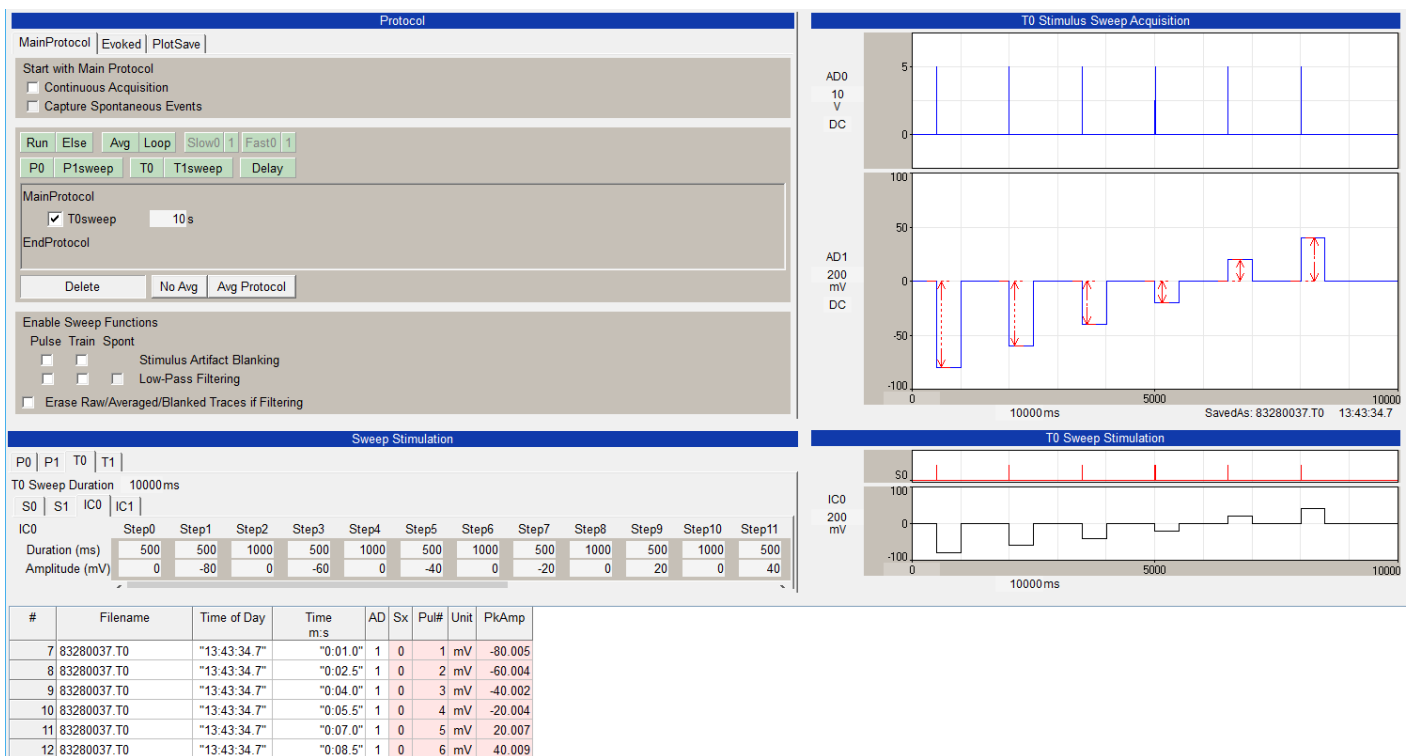 Protocol
MainProtocol Evoked PlotSave
Start with Main Protocol
Continuous Acquisition
Capture Spontaneous Events
Run Else Avg Loop Slow0 1 Fast0 1
P0 P1sweep T0 T1sweep Delay
MainProtocol
T0sweep 10 s
EndProtocol
Delete No Avg Avg Protocol
Enable Sweep Functions
Pulse Train Spont
Stimulus Artifact Blanking
Low-Pass Filtering
Erase Raw/Averaged/Blanked Traces if Filtering
T0 Stimulus Sweep Acquisition
AD0
10
V
DC
5
0
AD1
200
mV
DC
100
50
0
-50
-100
0 5000 10000
10000 ms SavedAs: 83280037.T0 13:43:34.7
Sweep Stimulation
P0 P1 T0 T1
T0 Sweep Duration 10000 ms
S0 S1 IC0 IC1
IC0 Step0 Step1 Step2 Step3 Step4 Step5 Step6 Step7 Step8 Step9 Step10 Step11
Duration (ms) 500 500 1000 500 1000 500 1000 500 1000 500 1000 500
Amplitude (mV) 0 -80 0 -60 0 -40 0 -20 0 20 0 40
T0 Sweep Stimulation
S0
IC0
200
mV
100
0
-100
0 5000 10000
10000 ms
# Filename Time of Day Time m:s AD Sx Pul# Unit PkAmp
7 83280037.T0 "13:43:34.7" "0:01.0" 1 0 1 mV -80.005
8 83280037.T0 "13:43:34.7" "0:02.5" 1 0 2 mV -60.004
9 83280037.T0 "13:43:34.7" "0:04.0" 1 0 3 mV -40.002
10 83280037.T0 "13:43:34.7" "0:05.5" 1 0 4 mV -20.004
11 83280037.T0 "13:43:34.7" "0:07.0" 1 0 5 mV 20.007
12 83280037.T0 "13:43:34.7" "0:08.5" 1 0 6 mV 40.009